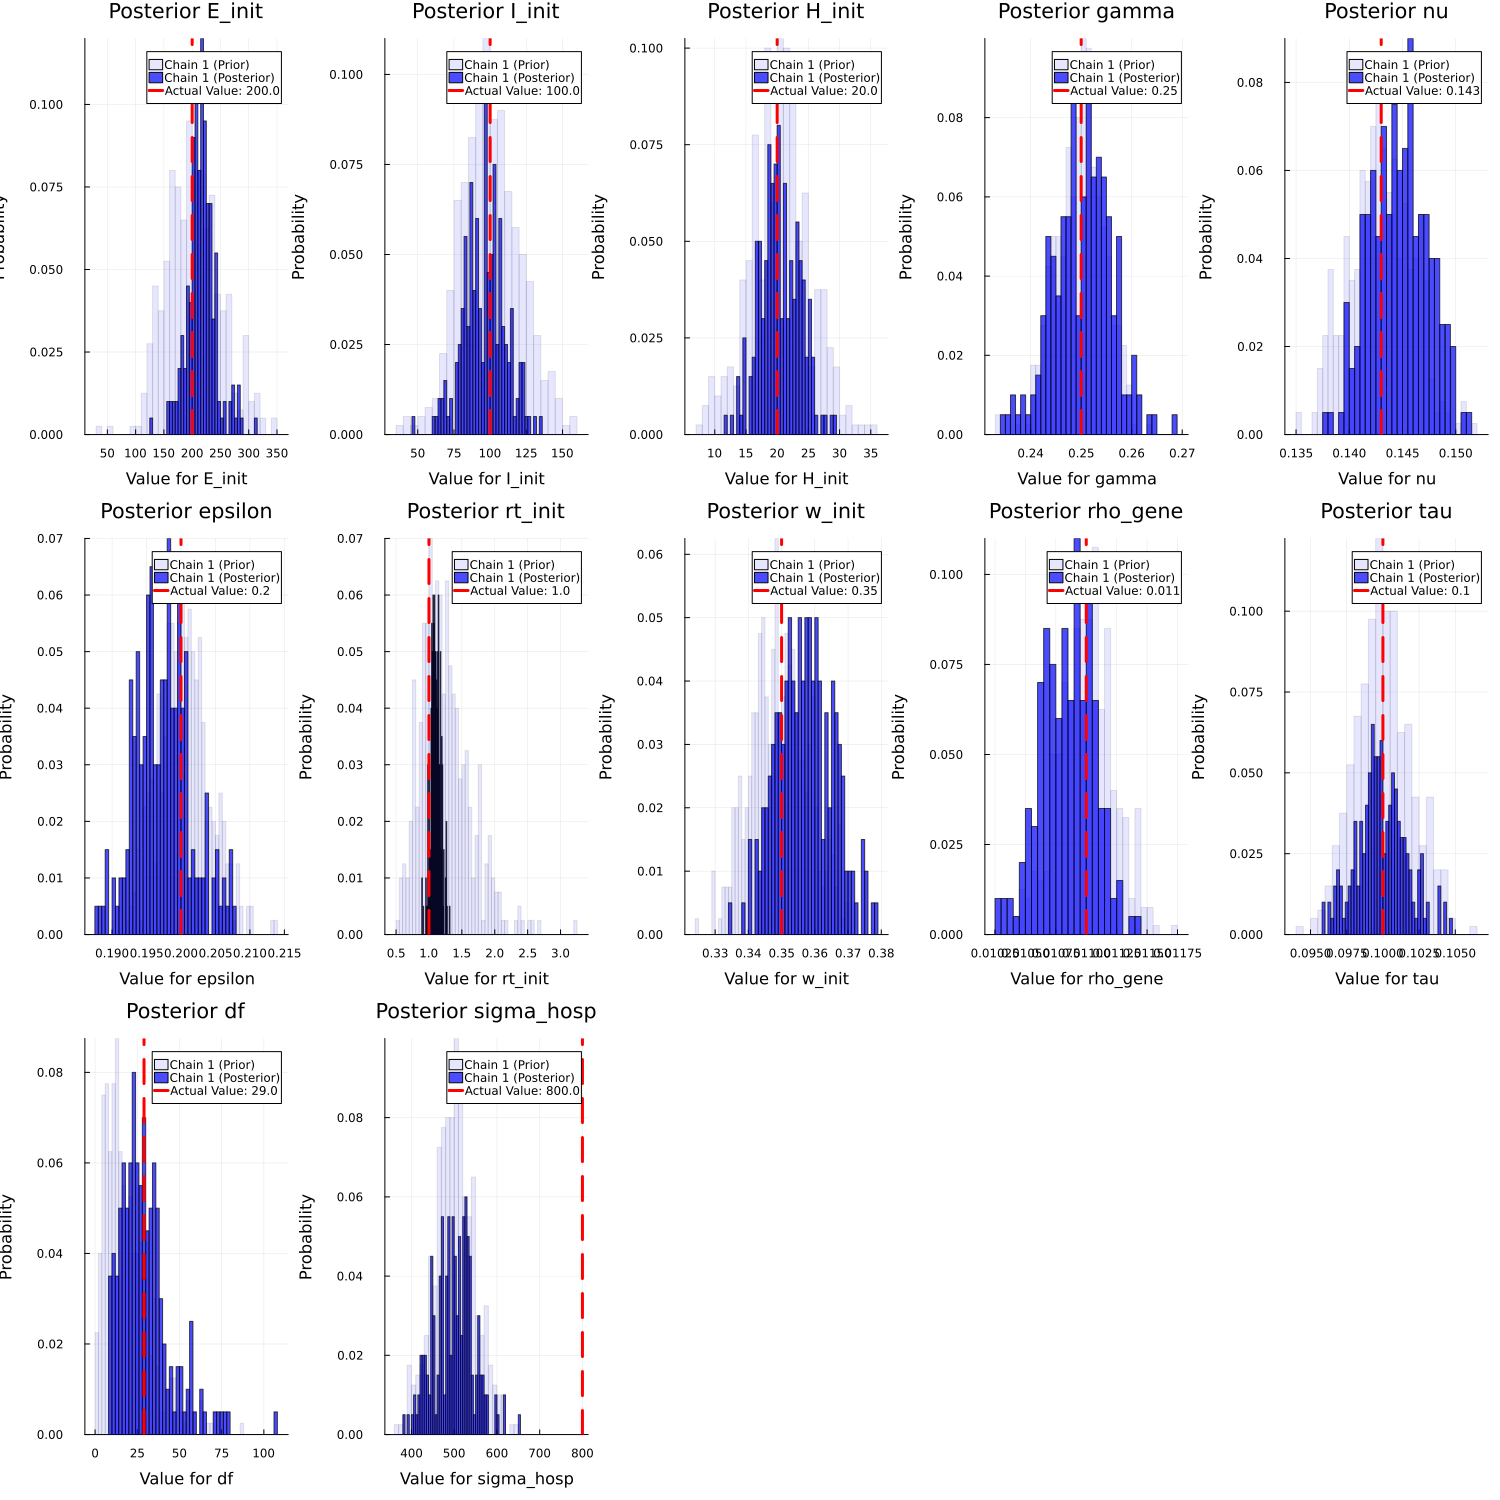 Posterior E_init
Chain 1 (Prior)
Chain 1 (Posterior)
Actual Value: 200.0
0.100
0.075
0.050
0.025
0.000
50 100 150 200 250 300 350
Value for E_init
Posterior I_init
Probability
Chain 1 (Prior)
Chain 1 (Posterior)
Actual Value: 100.0
0.100
0.075
0.050
0.025
0.000
50 75 100 125 150
Value for I_init
Posterior H_init
Probability
Chain 1 (Prior)
Chain 1 (Posterior)
Actual Value: 20.0
0.100
0.075
0.050
0.025
0.000
10 15 20 25 30 35
Value for H_init
Posterior gamma
Probability
Chain 1 (Prior)
Chain 1 (Posterior)
Actual Value: 0.25
0.08
0.06
0.04
0.02
0.00
0.24 0.25 0.26 0.27
Value for gamma
Posterior nu
Probability
Chain 1 (Prior)
Chain 1 (Posterior)
Actual Value: 0.143
0.08
0.06
0.04
0.02
0.00
0.135 0.140 0.145 0.150
Value for nu
Posterior epsilon
Probability
Chain 1 (Prior)
Chain 1 (Posterior)
Actual Value: 0.2
0.07
0.06
0.05
0.04
0.03
0.02
0.01
0.00
0.190 0.195 0.200 0.205 0.210 0.215
Value for epsilon
Posterior rt_init
Probability
Chain 1 (Prior)
Chain 1 (Posterior)
Actual Value: 1.0
0.07
0.06
0.05
0.04
0.03
0.02
0.01
0.00
0.5 1.0 1.5 2.0 2.5 3.0
Value for rt_init
Posterior w_init
Probability
Chain 1 (Prior)
Chain 1 (Posterior)
Actual Value: 0.35
0.06
0.05
0.04
0.03
0.02
0.01
0.00
0.33 0.34 0.35 0.36 0.37 0.38
Value for w_init
Posterior rho_gene
Probability
Chain 1 (Prior)
Chain 1 (Posterior)
Actual Value: 0.011
0.100
0.075
0.050
0.025
0.000
Value for rho_gene
Posterior tau
Probability
Chain 1 (Prior)
Chain 1 (Posterior)
Actual Value: 0.1
0.100
0.075
0.050
0.025
0.000
0.0950 0.0975 0.1000 0.1025 0.1050
Value for tau
Posterior df
Probability
Chain 1 (Prior)
Chain 1 (Posterior)
Actual Value: 29.0
0.08
0.06
0.04
0.02
0.00
0 25 50 75 100
Value for df
Posterior sigma_hosp
Probability
Chain 1 (Prior)
Chain 1 (Posterior)
Actual Value: 800.0
0.08
0.06
0.04
0.02
0.00
400 500 600 700 800
Value for sigma_hosp